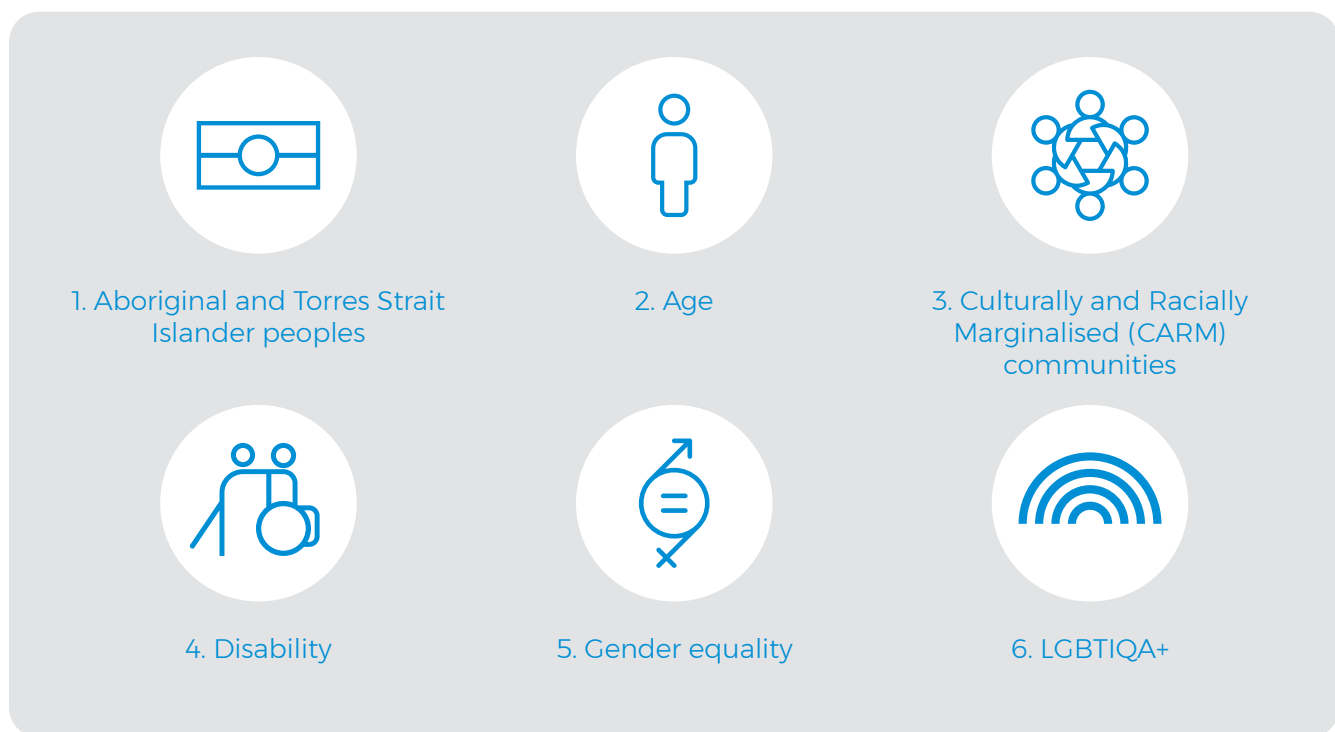 1. Aboriginal and Torres Strait
Islander peoples
2. Age
3. Culturally and Racially
Marginalised (CARM)
communities
4. Disability
5. Gender equality
6. LGBTIQA+